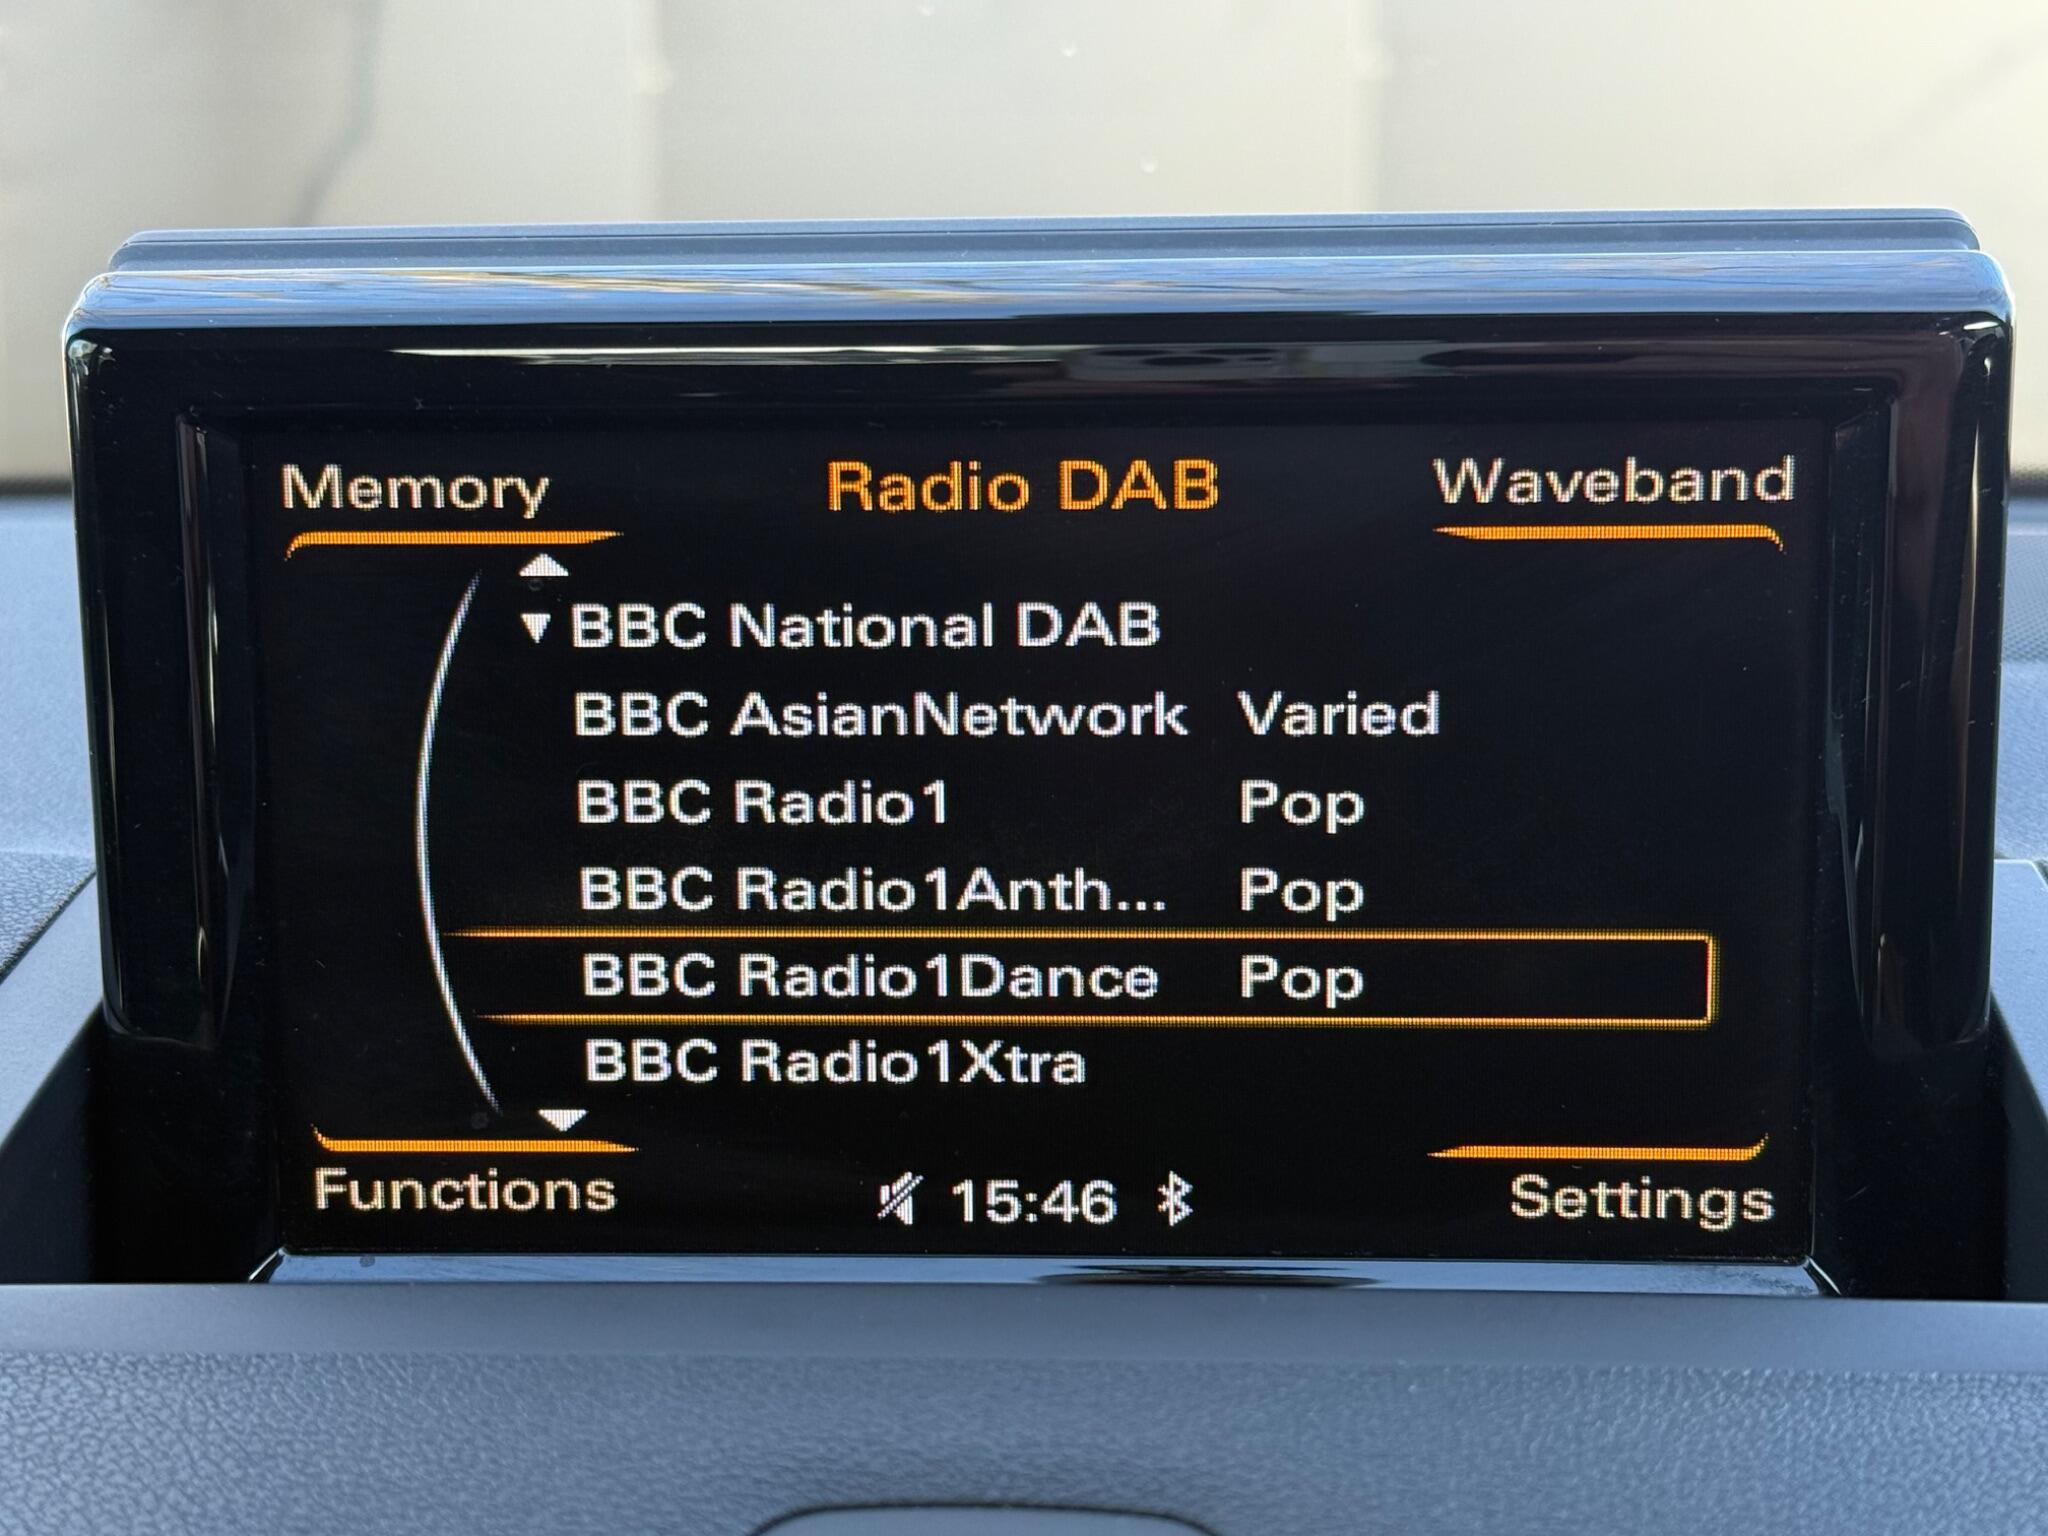 Memory Radio DAB Waveband
BBC National DAB
BBC AsianNetwork Varied
BBC Radio1 Pop
BBC Radio1Anth... Pop
BBC Radio1Dance Pop
BBC Radio1Xtra
Functions 15:46 Settings